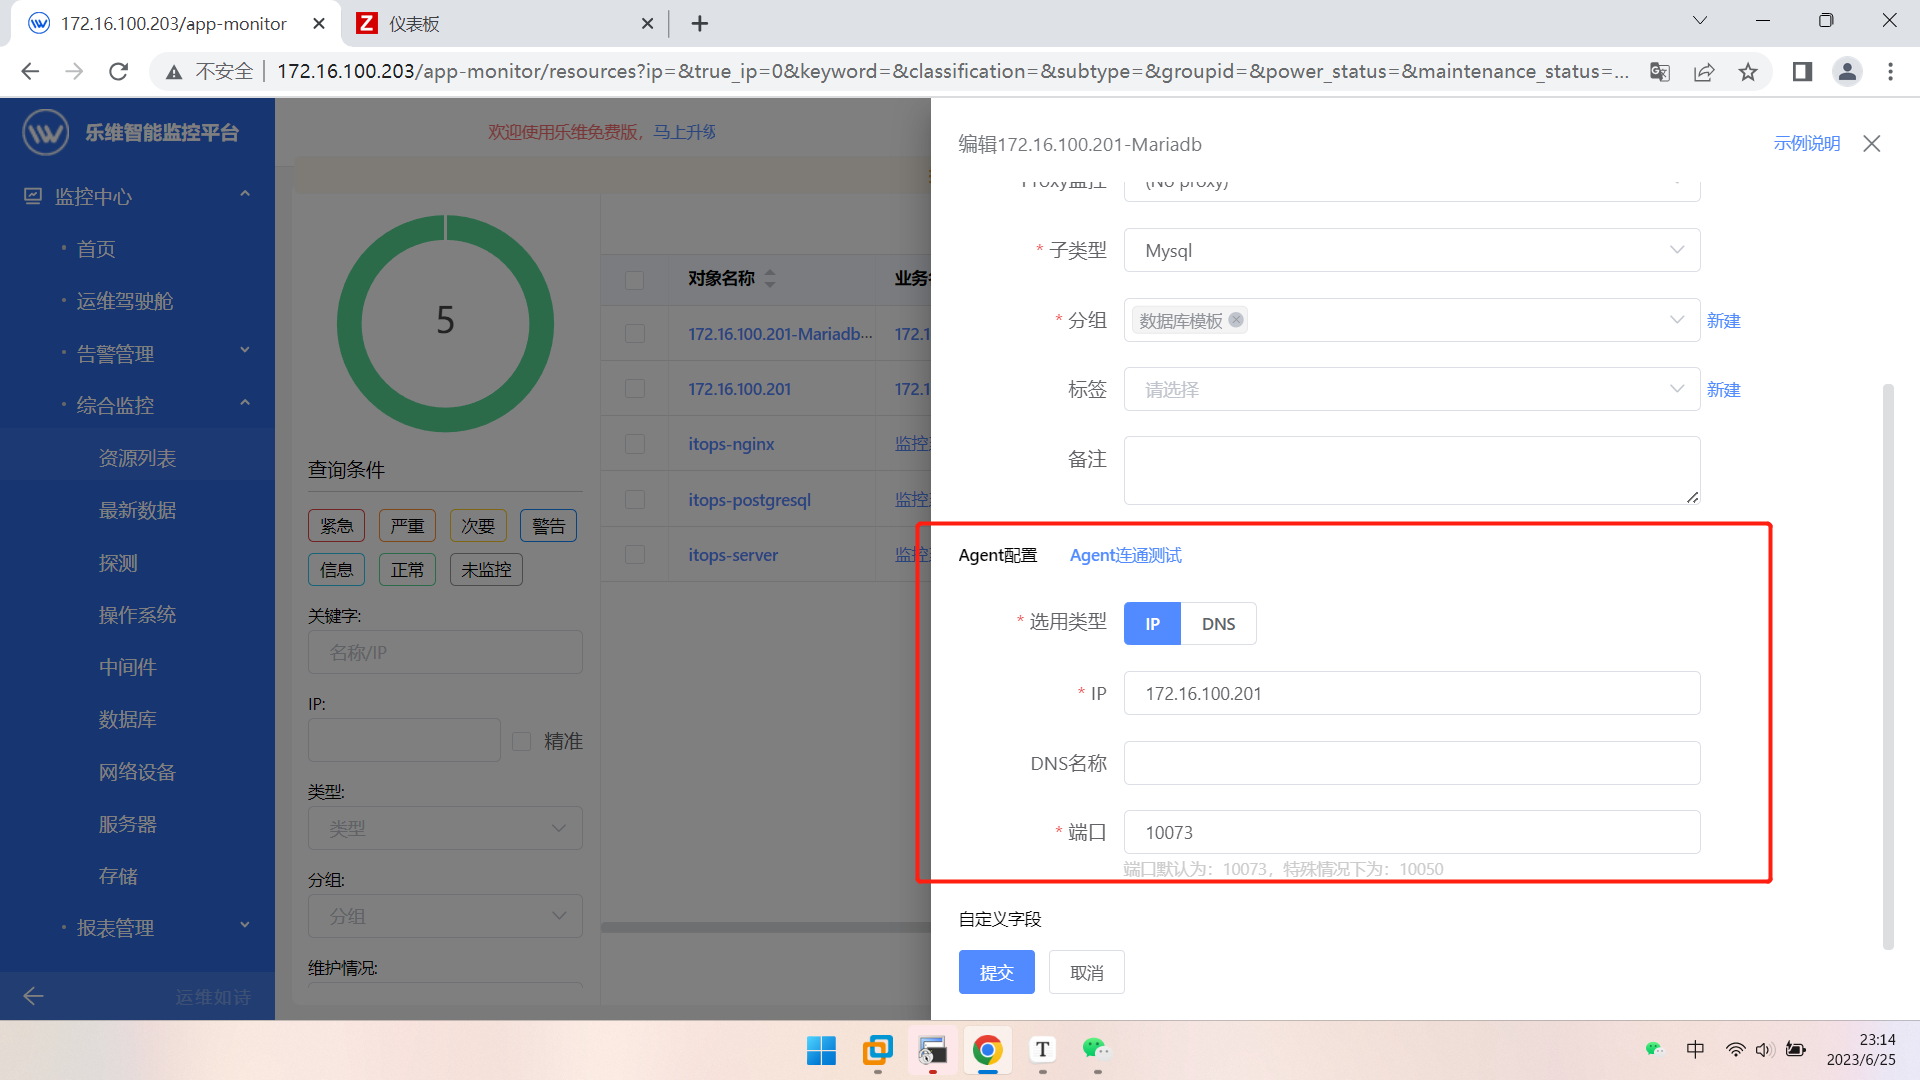 172.16.100.203/app-monitor
仪表板
不安全
172.16.100.203/app-monitor/resources?ip=&true_ip=0&keyword=&classification=&subtype=&groupid=&power_status=&maintenance_status=...
乐维智能监控平台
监控中心
首页
运维驾驶舱
告警管理
综合监控
资源列表
最新数据
探测
操作系统
中间件
数据库
网络设备
服务器
存储
报表管理
运维如诗
欢迎使用乐维免费版，马上升级
5
查询条件
紧急 严重 次要 警告
信息 正常 未监控
关键字:
名称/IP
IP:
精准
类型:
类型
分组:
分组
维护情况:
对象名称 业务
172.16.100.201-Mariadb... 172.1
172.16.100.201 172.1
itops-nginx 监控
itops-postgresql 监控
itops-server 监控
编辑172.16.100.201-Mariadb
示例说明
Proxy监控 (No proxy)
* 子类型 Mysql
* 分组 数据库模板 新建
标签 请选择 新建
备注
Agent配置 Agent连通测试
* 选用类型 IP DNS
* IP 172.16.100.201
DNS名称
* 端口 10073
端口默认为：10073，特殊情况下为：10050
自定义字段
提交 取消
中
23:14
2023/6/25